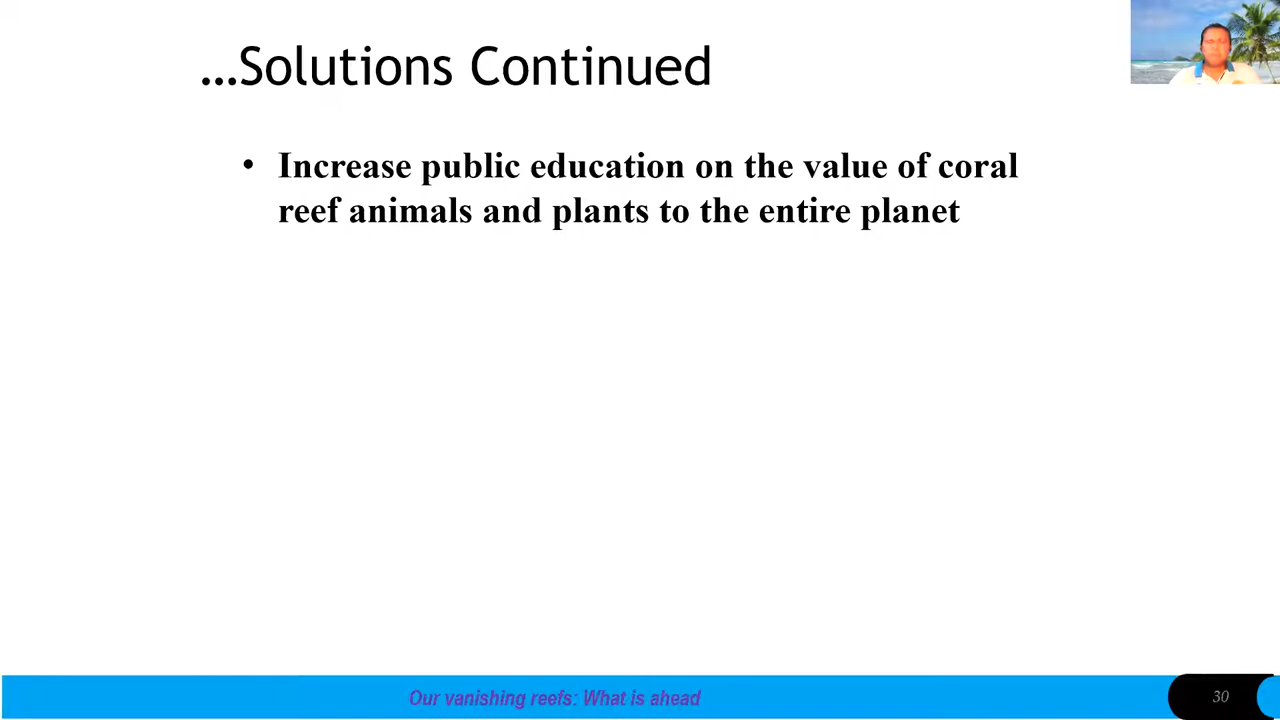 …Solutions Continued
• Increase public education on the value of coral
reef animals and plants to the entire planet
Our vanishing reefs: What is ahead
30